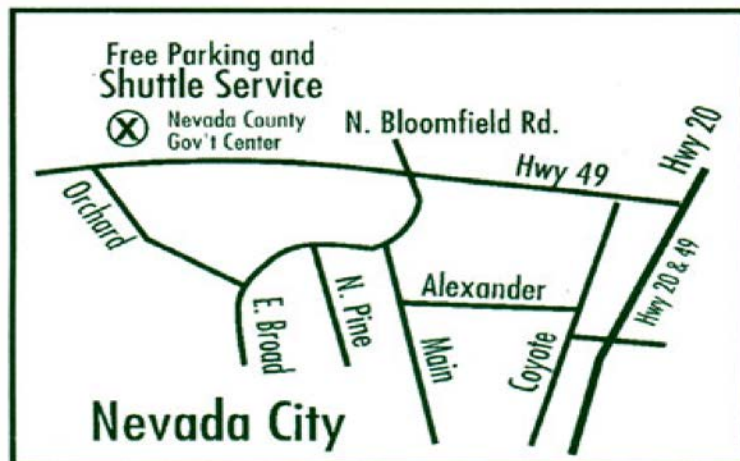 Free Parking and
Shuttle Service
X
Nevada County
Gov't Center
N. Bloomfield Rd.
Hwy 49
Hwy 20
Orchard
Hwy 20 & 49
E. Broad
N. Pine
Alexander
Main
Coyote
Nevada City